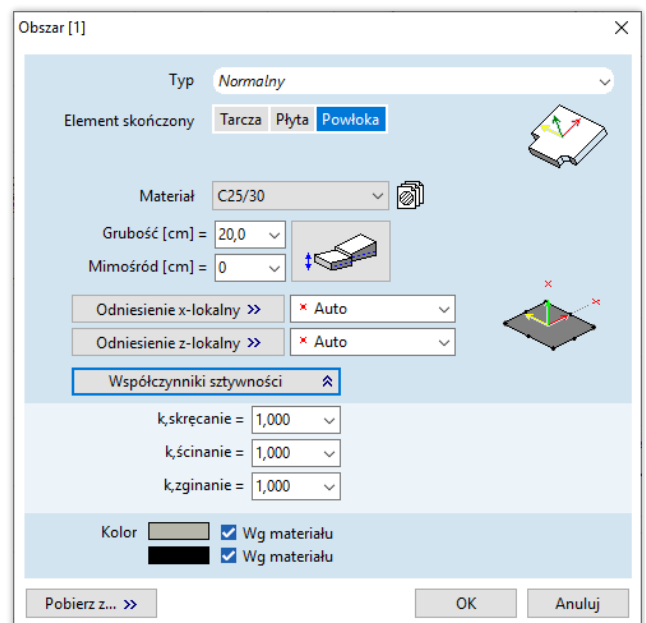 Obszar [1]
Typ Normalny
Element skończony Tarcza Płyta Powłoka
Materiał C25/30
Grubość [cm] = 20,0
Mimośród [cm] = 0
Odniesienie x-lokalny >> × Auto
Odniesienie z-lokalny >> × Auto
Współczynniki sztywności
k,skręcanie = 1,000
k,ścinanie = 1,000
k,zginanie = 1,000
Kolor Wg materiału
Wg materiału
Pobierz z... >> OK Anuluj